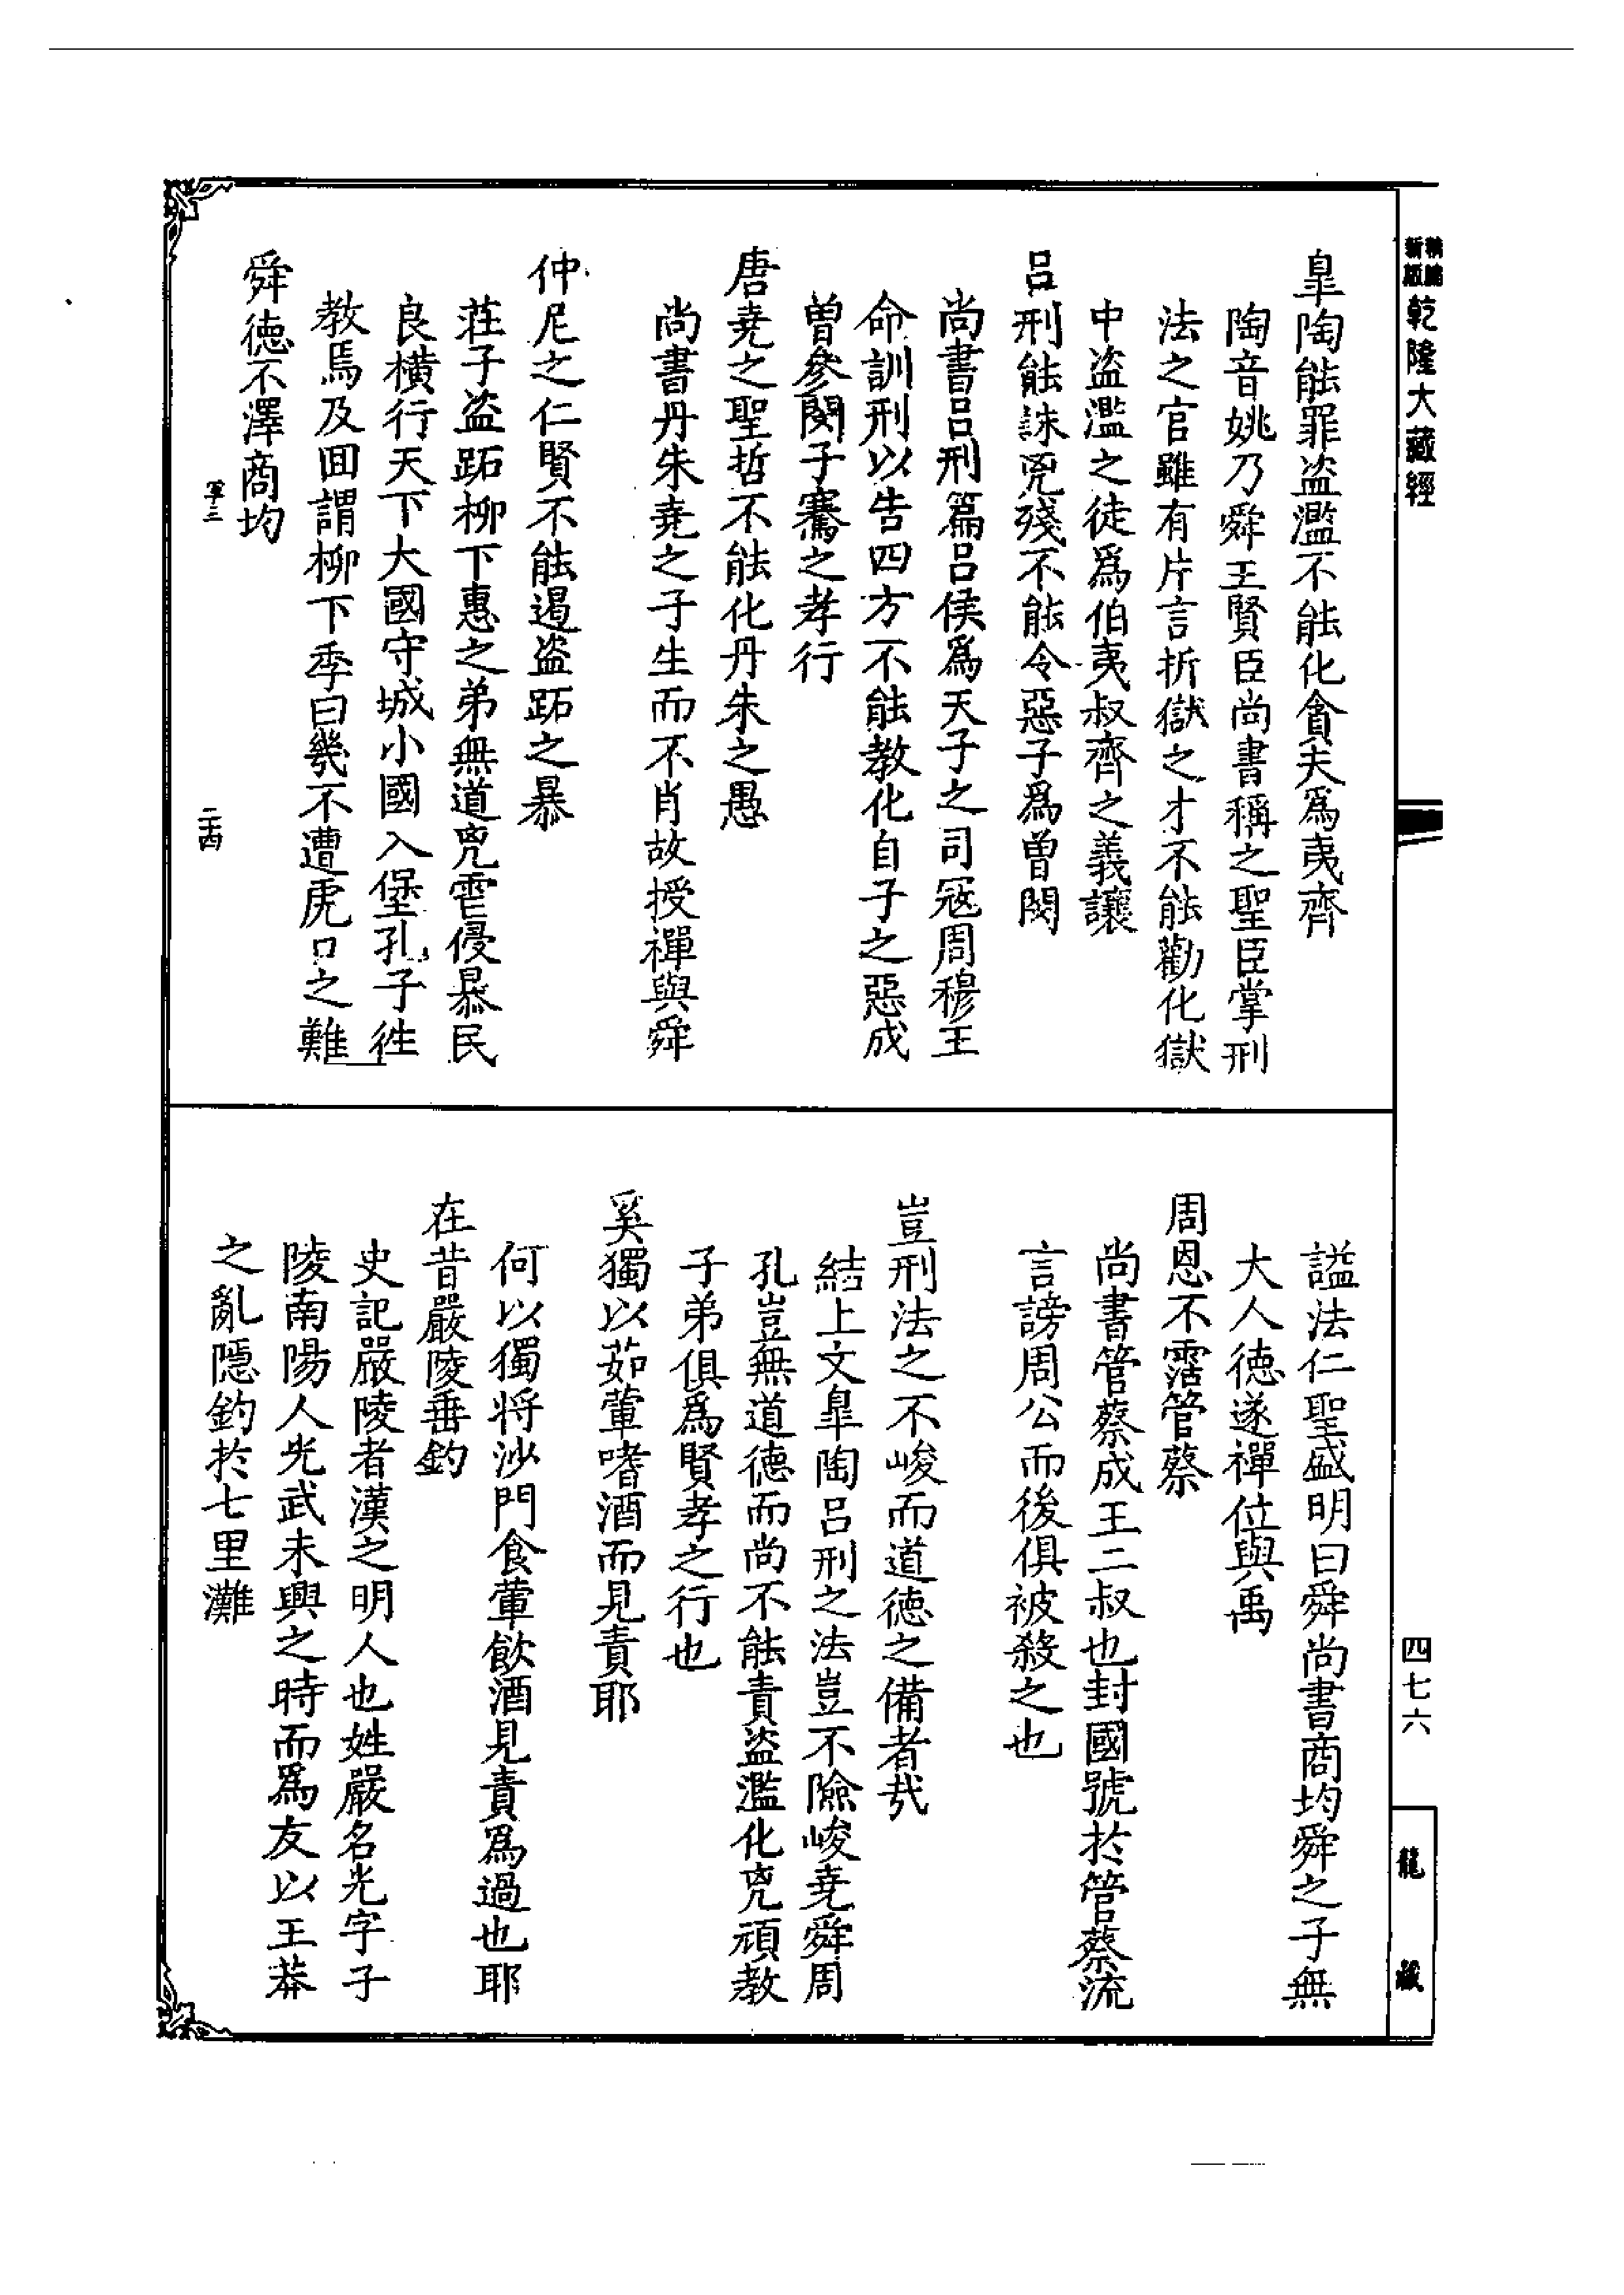 新編
新版
乾隆大藏經
皐陶能罪盗濫不能化貪夫爲夷齊
陶音姚乃舜王賢臣尚書稱之聖臣掌刑
法之官雖有片言折獄之才不能勸化獄
中盗濫之徒爲伯夷叔齊之義讓
吕刑能誅兇殘不能令惡子爲曾閔
尚書吕刑篇吕侯爲天子之司冦周穆王
命訓刑以告四方不能教化自子之惡成
曾參閔子騫之孝行
唐堯之聖哲不能化丹朱之愚
尚書丹朱堯之子生而不肖故授禪與舜
仲尼之仁賢不能遏盗跖之暴
莊子盗跖柳下惠之弟無道兇雹侵暴民
良橫行天下大國守城小國入堡孔子徃
教焉及回謂柳下季曰幾不遭虎口之難
舜德不澤商均
軍三
二十四
諡法仁聖盛明曰舜尚書商均舜之子無
大人德遂禪位與禹
周恩不霑管蔡
尚書管蔡成王二叔也封國號於管蔡流
言謗周公而後俱被殺之也
豈刑法之不峻而道德之備者哉
結上文皐陶吕刑之法豈不險峻堯舜周
孔豈無道德而尚不能責盗濫化兇頑教
子弟俱爲賢孝之行也
奚獨以茹葷嗜酒而見責耶
何以獨将沙門食葷飲酒見責爲過也耶
在昔嚴陵垂釣
史記嚴陵者漢之明人也姓嚴名光字子
陵南陽人光武未興之時而爲友以王莽
之亂隱釣於七里灘
四七六
龍藏